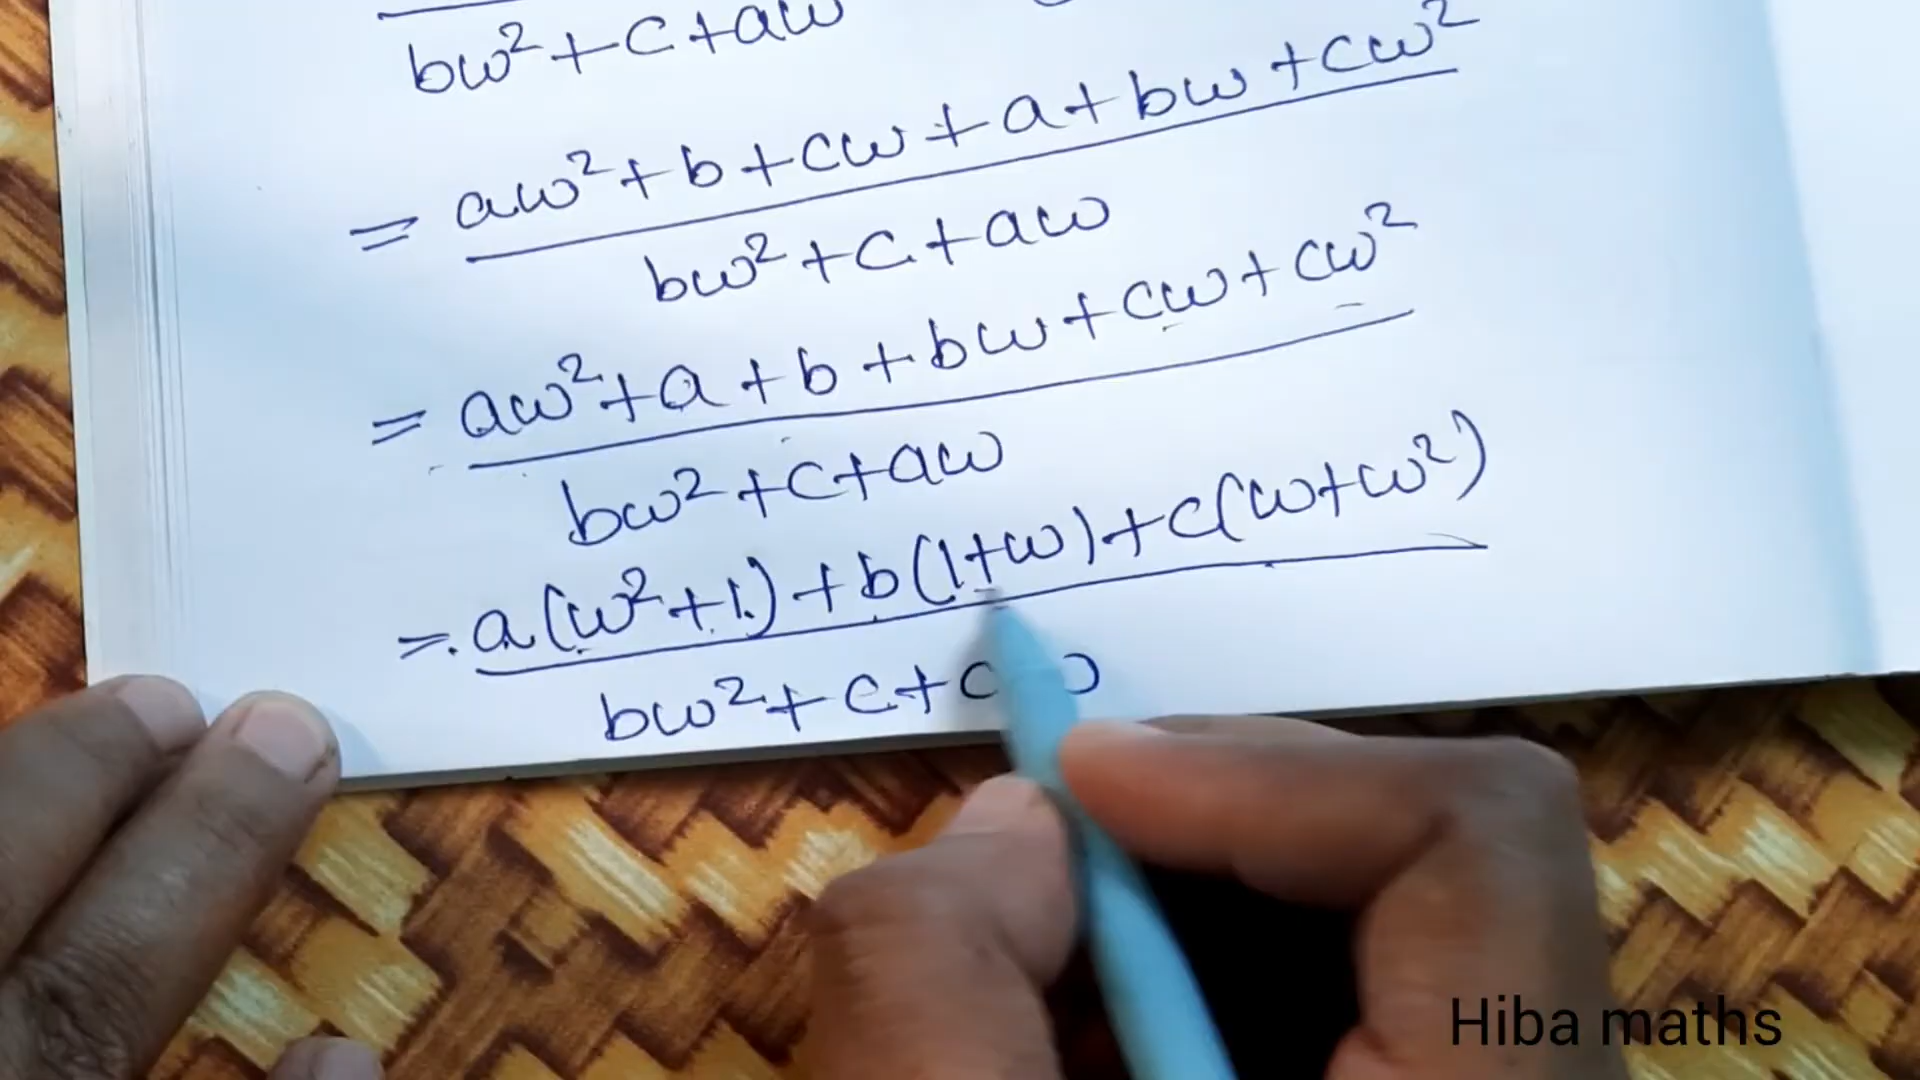 bω²+c+aω
aω²+b+cω+a+bω+cω²
= bω²+c+aω
aω²+a+b+bω+cω+cω²
= bω²+c+aω
=. a(ω²+1)+b(1+ω)+c(ω+ω²)
bω²+c+
Hiba maths